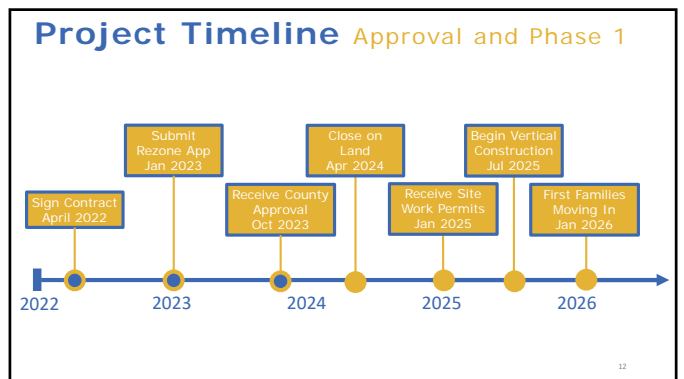 Project Timeline Approval and Phase 1
Sign Contract
April 2022
Submit
Rezone App
Jan 2023
Receive County
Approval
Oct 2023
Close on
Land
Apr 2024
Receive Site
Work Permits
Jan 2025
Begin Vertical
Construction
Jul 2025
First Families
Moving In
Jan 2026
2022
2023
2024
2025
2026
12